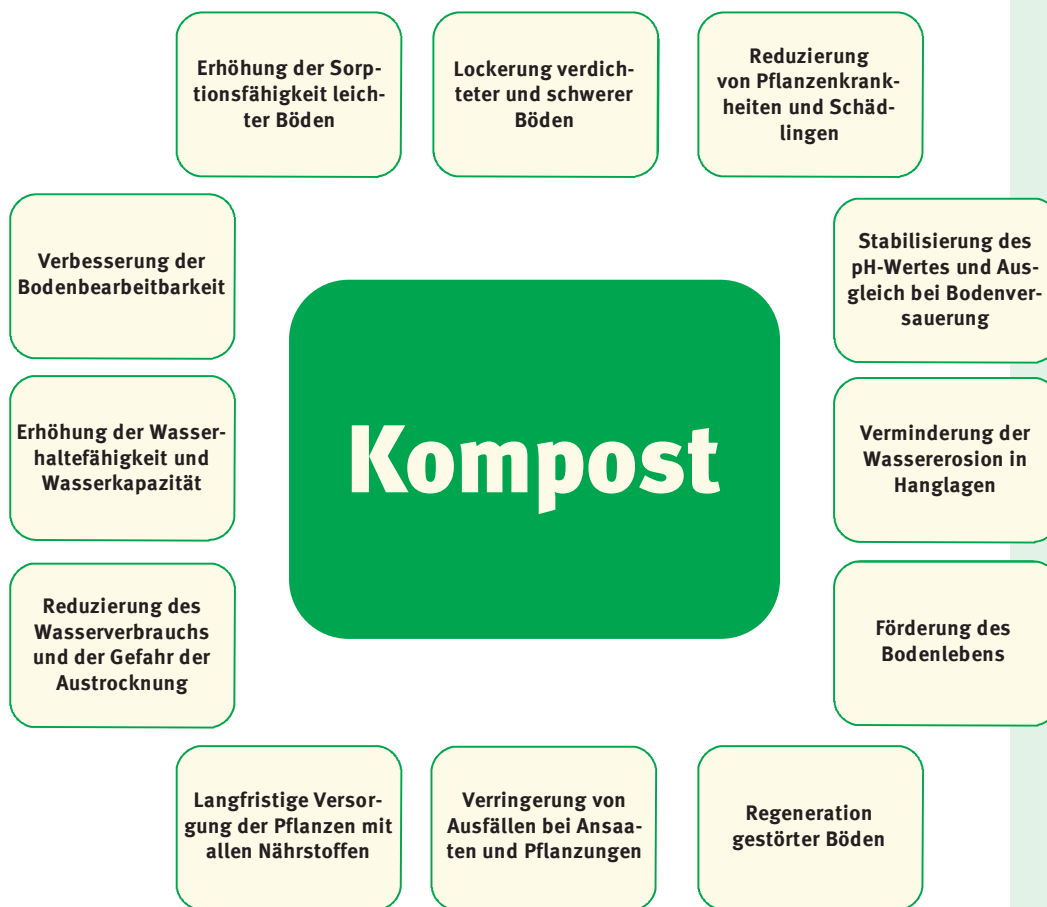 Erhöhung der Sorp-
tionsfähigkeit leich-
ter Böden
Lockerung verdich-
teter und schwerer
Böden
Reduzierung
von Pflanzenkrank-
heiten und Schäd-
lingen
Verbesserung der
Bodenbearbeitbarkeit
Stabilisierung des
pH-Wertes und Aus-
gleich bei Bodenver-
sauerung
Kompost
Erhöhung der Wasser-
haltefähigkeit und
Wasserkapazität
Verminderung der
Wassererosion in
Hanglagen
Reduzierung des
Wasserverbrauchs
und der Gefahr der
Austrocknung
Förderung des
Bodenlebens
Langfristige Versor-
gung der Pflanzen mit
allen Nährstoffen
Verringerung von
Ausfällen bei Ansaa-
ten und Pflanzungen
Regeneration
gestörter Böden